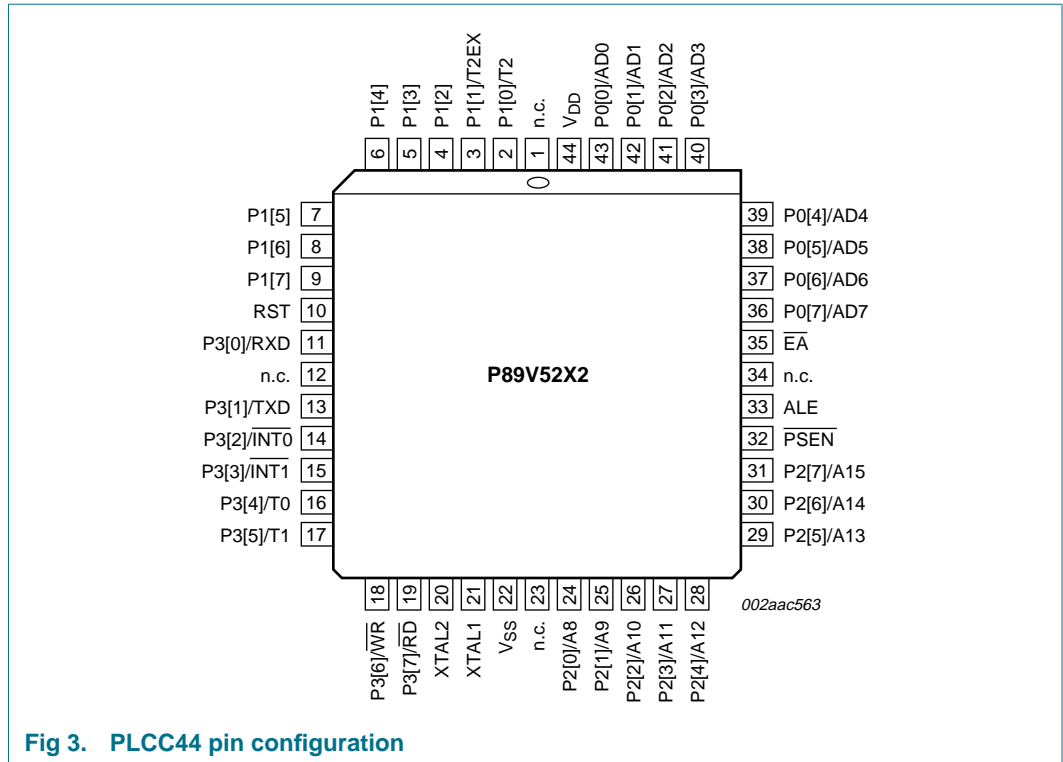 P1[4]
P1[3]
P1[2]
P1[1]/T2EX
P1[0]/T2
n.c.
VDD
P0[0]/AD0
P0[1]/AD1
P0[2]/AD2
P0[3]/AD3
6
5
4
3
2
1
44
43
42
41
40
P1[5] 7
39 P0[4]/AD4
P1[6] 8
38 P0[5]/AD5
P1[7] 9
37 P0[6]/AD6
RST 10
36 P0[7]/AD7
P3[0]/RXD 11
35 EA
n.c. 12
P89V52X2
34 n.c.
P3[1]/TXD 13
33 ALE
P3[2]/INT0 14
32 PSEN
P3[3]/INT1 15
31 P2[7]/A15
P3[4]/T0 16
30 P2[6]/A14
P3[5]/T1 17
29 P2[5]/A13
18
19
20
21
22
23
24
25
26
27
28
P3[6]/WR
P3[7]/RD
XTAL2
XTAL1
VSS
n.c.
P2[0]/A8
P2[1]/A9
P2[2]/A10
P2[3]/A11
P2[4]/A12
002aac563
Fig 3. PLCC44 pin configuration